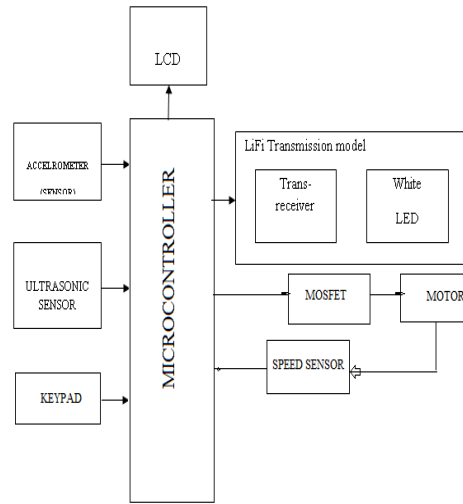 LCD
ACCELROMETER
(SENSOR)
ULTRASONIC
SENSOR
KEYPAD
MICROCONTROLLER
LiFi Transmission model
Trans-
receiver
White
LED
MOSFET
MOTOR
SPEED SENSOR